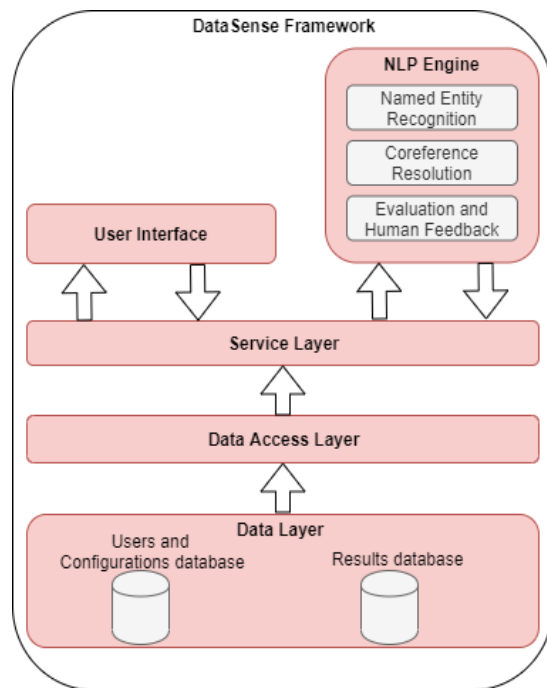 DataSense Framework
NLP Engine
Named Entity
Recognition
Coreference
Resolution
Evaluation and
Human Feedback
User Interface
Service Layer
Data Access Layer
Data Layer
Users and
Configurations database
Results database